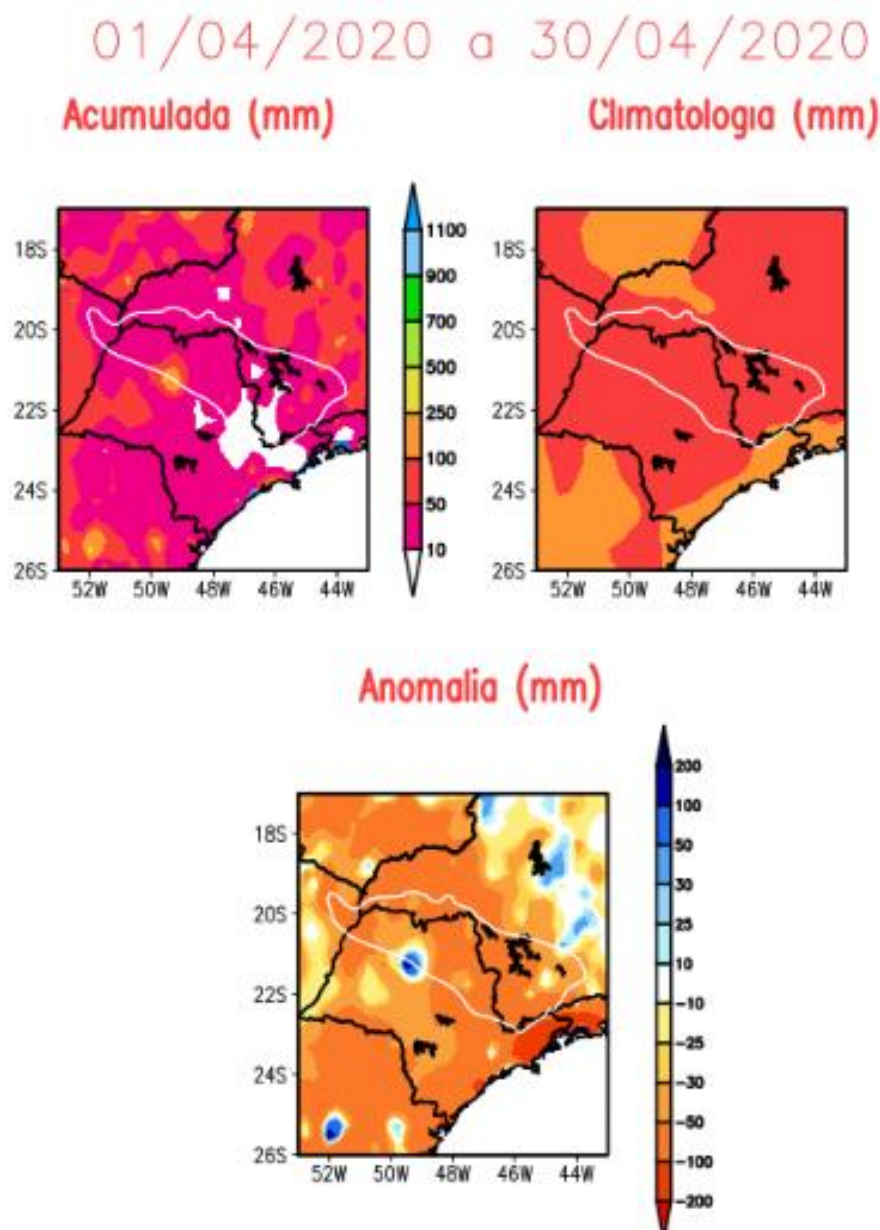 01/04/2020 a 30/04/2020
Acumulada (mm)
Climatologia (mm)
18S
20S
22S
24S
26S
52W 50W 48W 46W 44W
1100
900
700
500
250
100
50
10
18S
20S
22S
24S
26S
52W 50W 48W 46W 44W
Anomalia (mm)
18S
20S
22S
24S
26S
52W 50W 48W 46W 44W
200
100
50
30
25
10
-10
-25
-30
-50
-100
-200